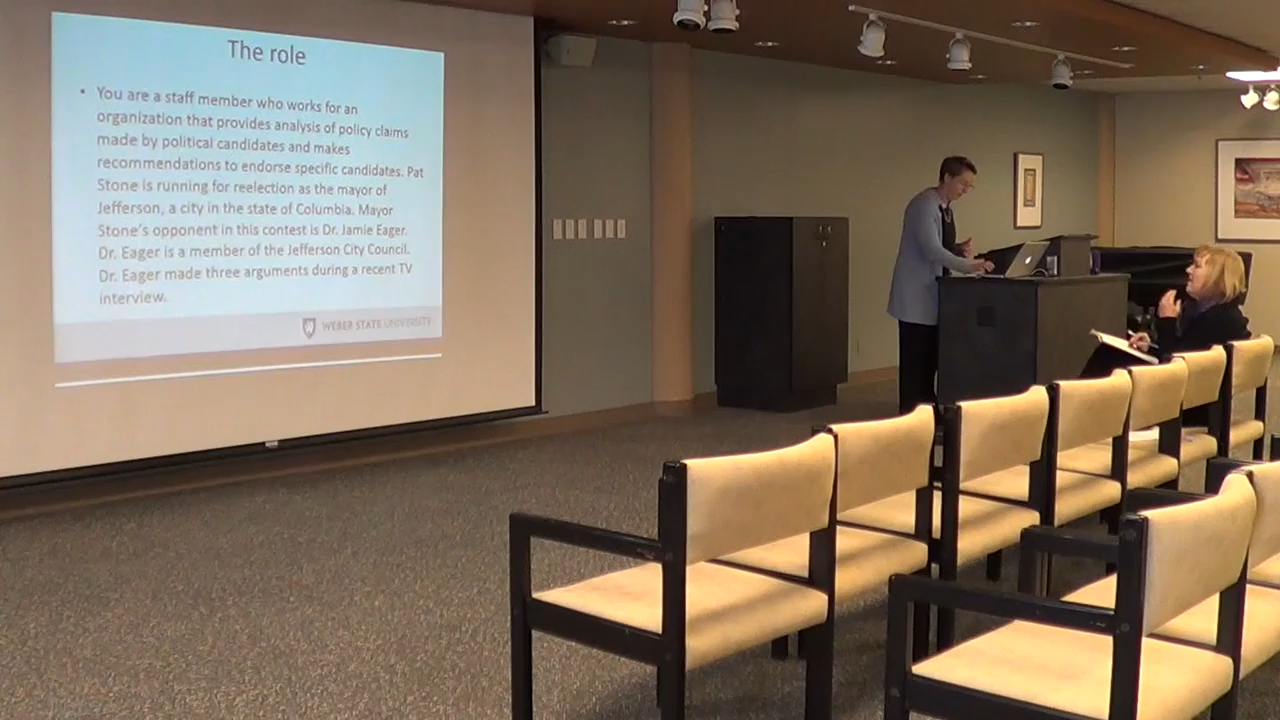 The role
• You are a staff member who works for an
organization that provides analysis of policy claims
made by political candidates and makes
recommendations to endorse specific candidates. Pat
Stone is running for reelection as the mayor of
Jefferson, a city in the state of Columbia. Mayor
Stone's opponent in this contest is Dr. Jamie Eager.
Dr. Eager is a member of the Jefferson City Council.
Dr. Eager made three arguments during a recent TV
interview.
WEBER STATE UNIVERSITY